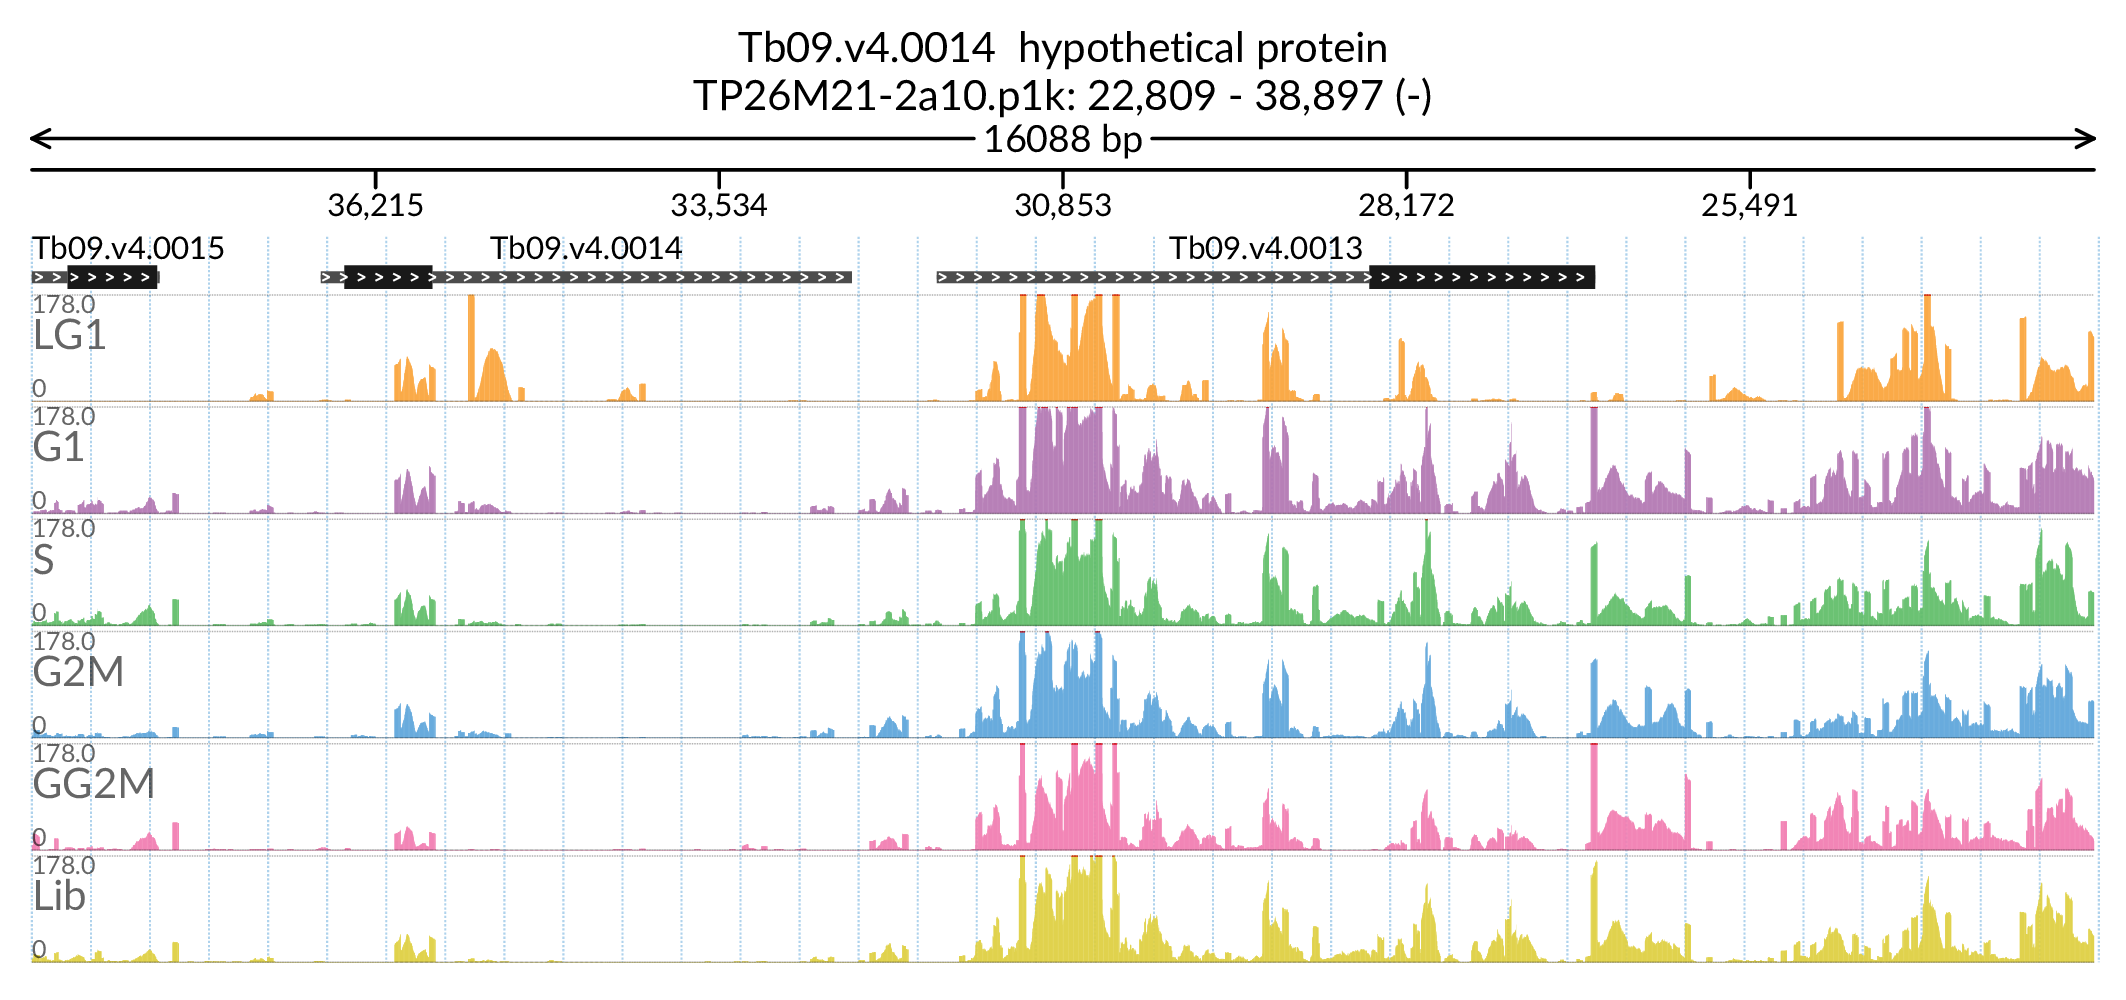 Tb09.v4.0014  hypothetical protein
TP26M21-2a10.p1k: 22,809 - 38,897 (-)
16088 bp
36,215 33,534 30,853 28,172 25,491
Tb09.v4.0015 Tb09.v4.0014 Tb09.v4.0013
178.0
LG1
0
178.0
G1
0
178.0
S
0
178.0
G2M
0
178.0
GG2M
0
178.0
Lib
0